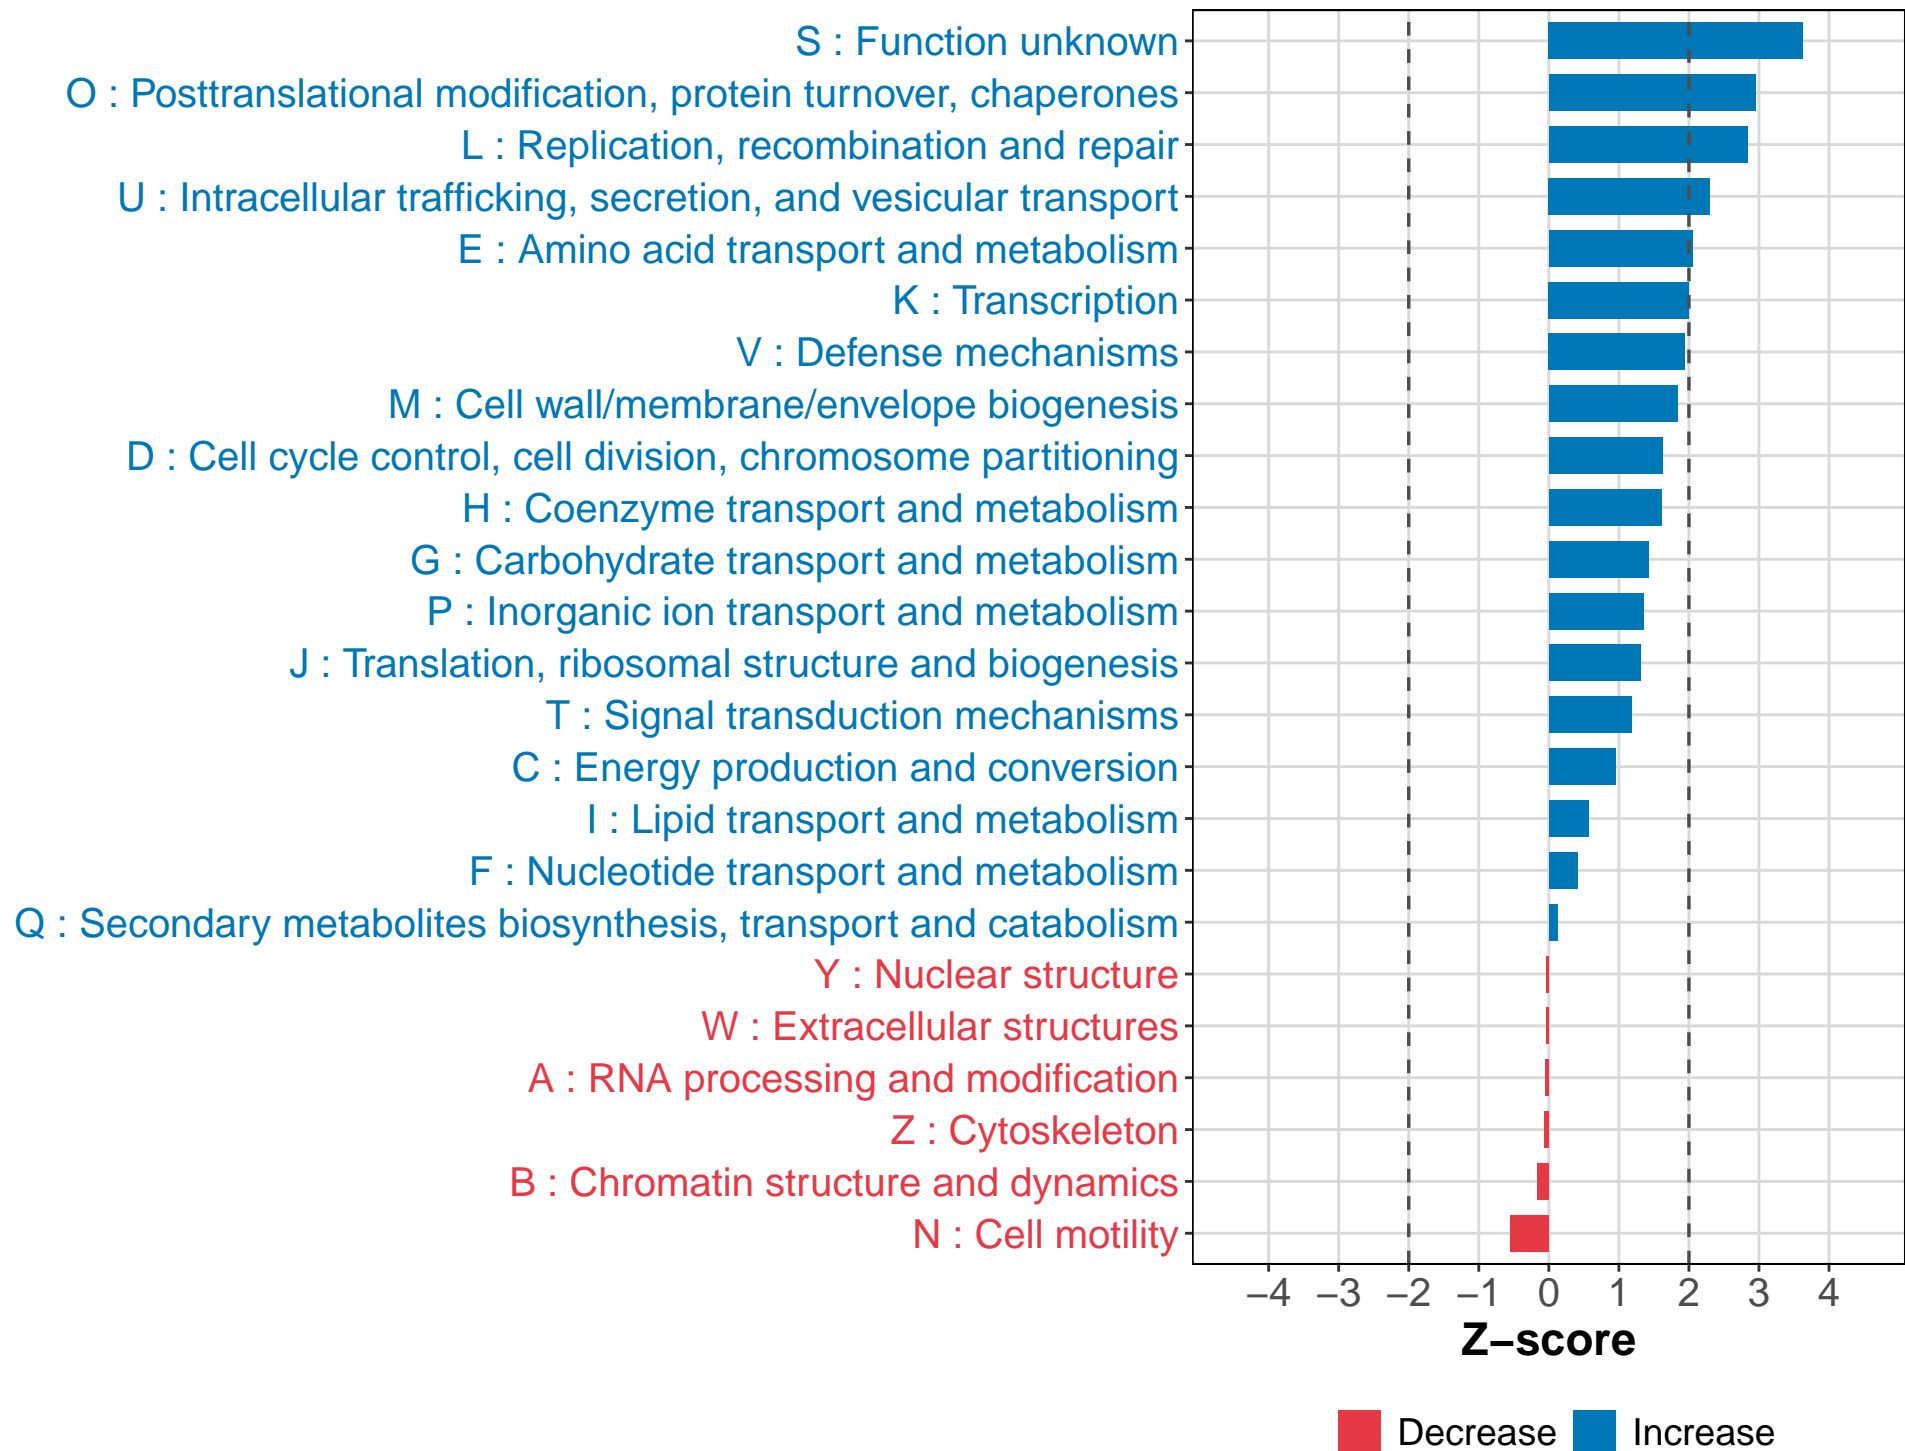 S : Function unknown
O : Posttranslational modification, protein turnover, chaperones
L : Replication, recombination and repair
U : Intracellular trafficking, secretion, and vesicular transport
E : Amino acid transport and metabolism
K : Transcription
V : Defense mechanisms
M : Cell wall/membrane/envelope biogenesis
D : Cell cycle control, cell division, chromosome partitioning
H : Coenzyme transport and metabolism
G : Carbohydrate transport and metabolism
P : Inorganic ion transport and metabolism
J : Translation, ribosomal structure and biogenesis
T : Signal transduction mechanisms
C : Energy production and conversion
I : Lipid transport and metabolism
F : Nucleotide transport and metabolism
Q : Secondary metabolites biosynthesis, transport and catabolism
Y : Nuclear structure
W : Extracellular structures
A : RNA processing and modification
Z : Cytoskeleton
B : Chromatin structure and dynamics
N : Cell motility
−4 −3 −2 −1 0 1 2 3 4
Z−score
Decrease Increase